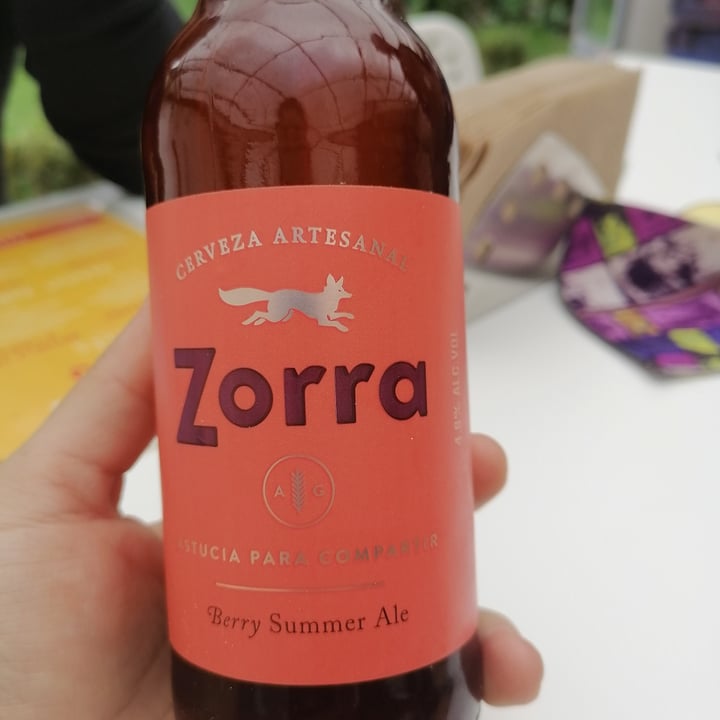 CERVEZA ARTESANAL
Zorra
A G
ASTUCIA PARA COMPARTIR
Berry Summer Ale
4.8% ALC.VOL